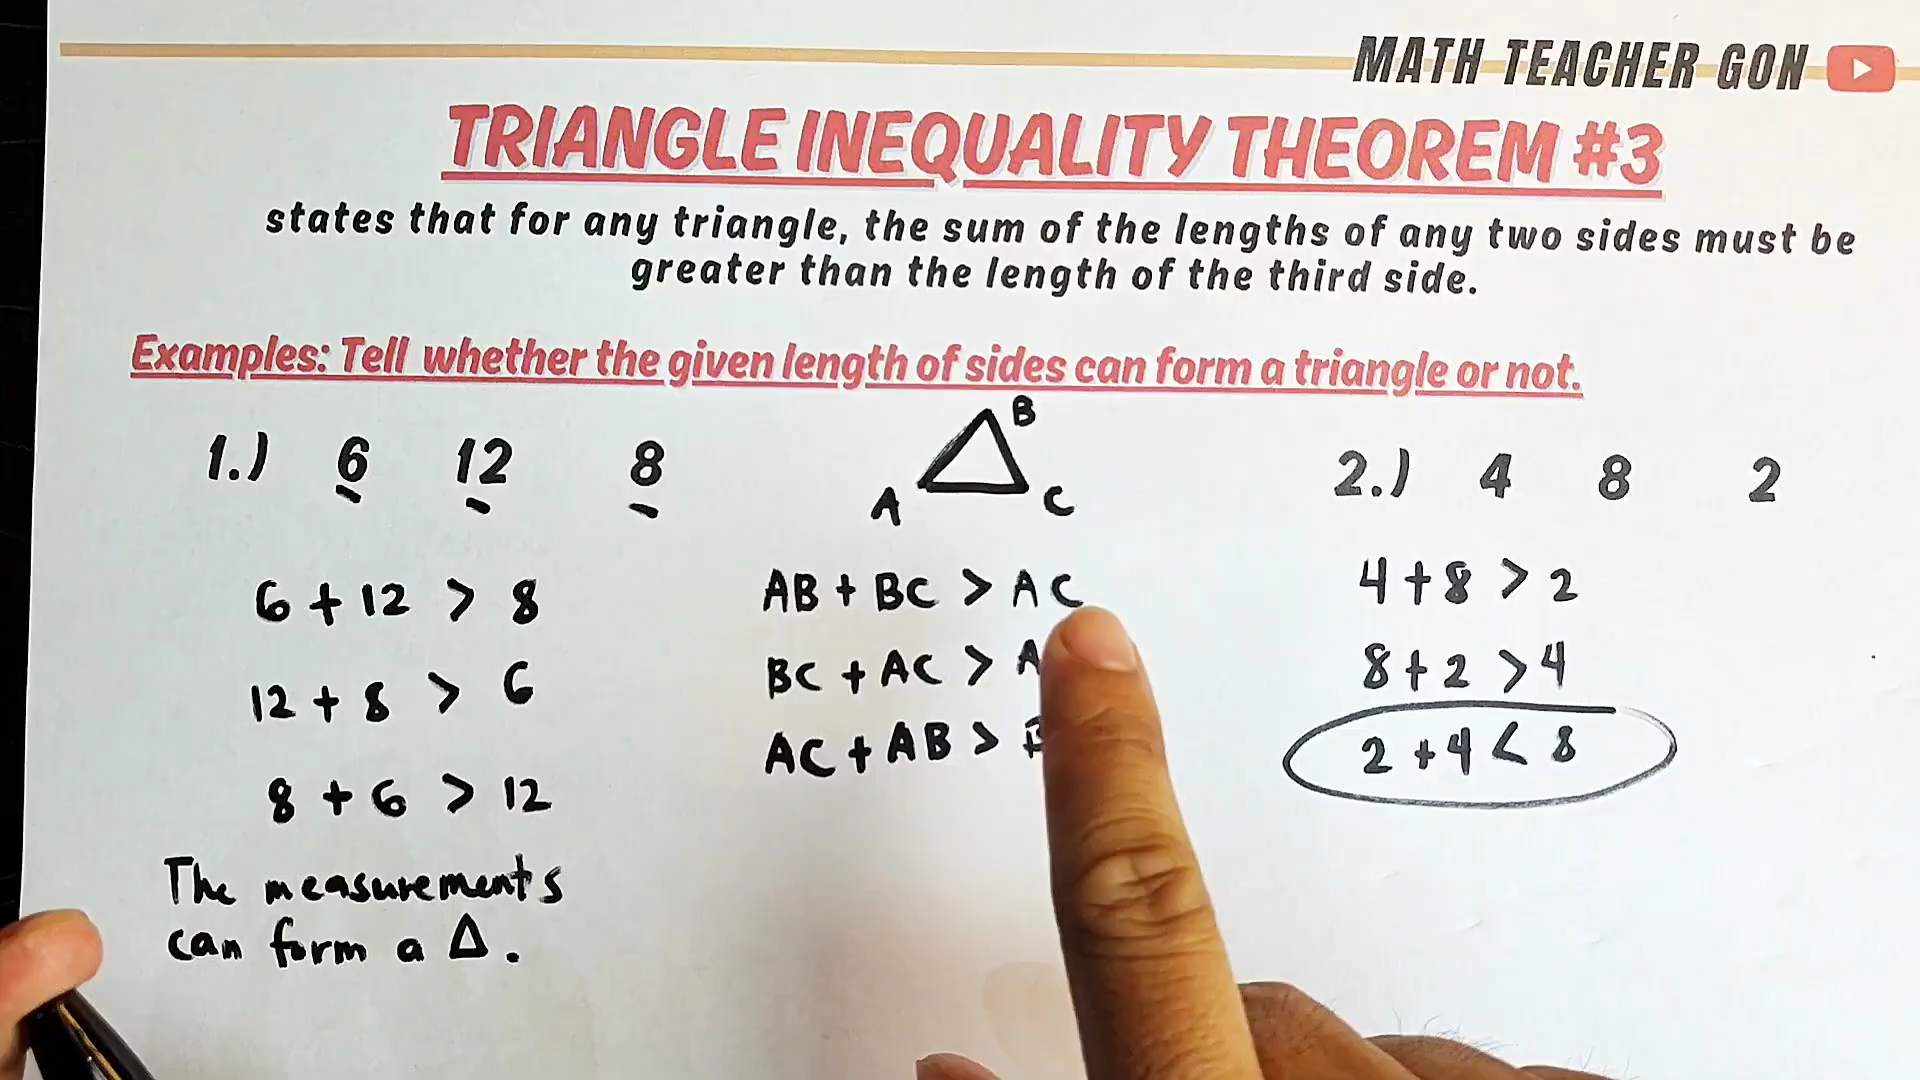 MATH TEACHER GON
TRIANGLE INEQUALITY THEOREM #3
states that for any triangle, the sum of the lengths of any two sides must be
greater than the length of the third side.
Examples: Tell whether the given length of sides can form a triangle or not.
1.) 6 12 8
6 + 12 > 8
12 + 8 > 6
8 + 6 > 12
The measurements
can form a Δ.
B
A C
AB + BC > AC
BC + AC > A
AC + AB >
2.) 4 8 2
4 + 8 > 2
8 + 2 > 4
2 + 4 < 8